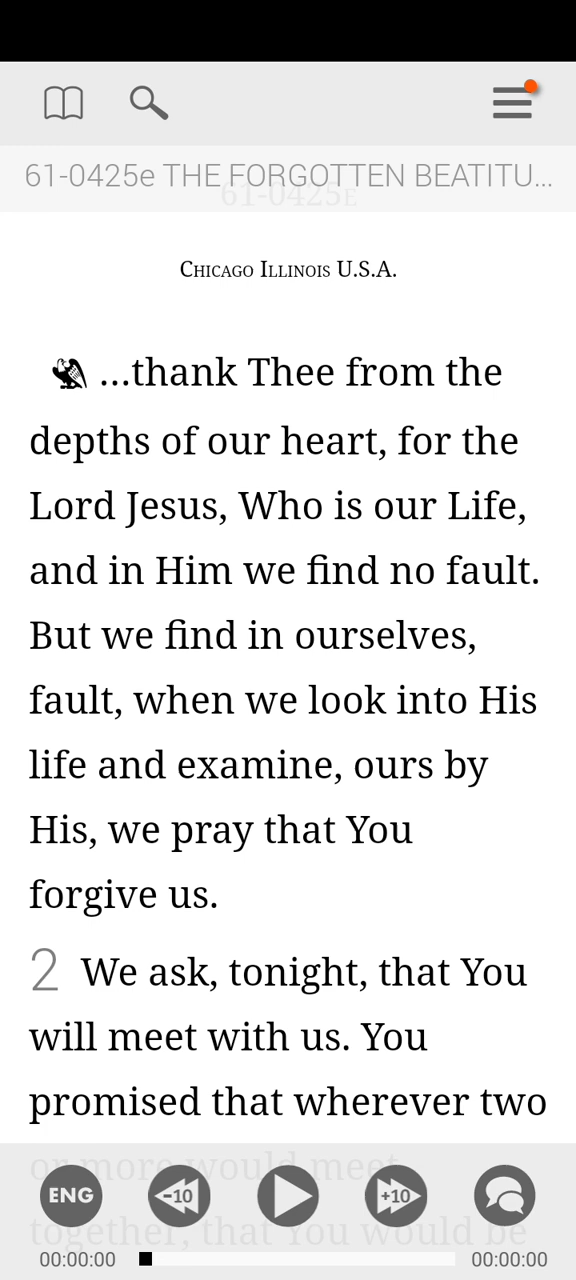 61-0425e THE FORGOTTEN BEATITU...
61-0425E
Chicago Illinois U.S.A.
...thank Thee from the
depths of our heart, for the
Lord Jesus, Who is our Life,
and in Him we find no fault.
But we find in ourselves,
fault, when we look into His
life and examine, ours by
His, we pray that You
forgive us.
2 We ask, tonight, that You
will meet with us. You
promised that wherever two
or more would meet
together, that You would be
ENG -10 +10
00:00:00 00:00:00